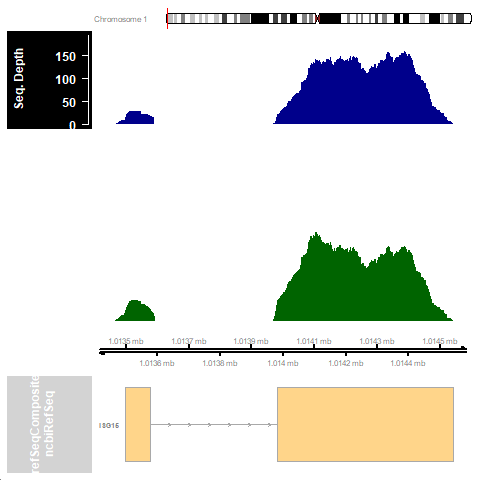 Chromosome 1
Seq. Depth
150
100
50
0
1.0135 mb
1.0137 mb
1.0139 mb
1.0141 mb
1.0143 mb
1.0145 mb
1.0136 mb
1.0138 mb
1.014 mb
1.0142 mb
1.0144 mb
refSeqComposite
ncbiRefSeq
ISG15